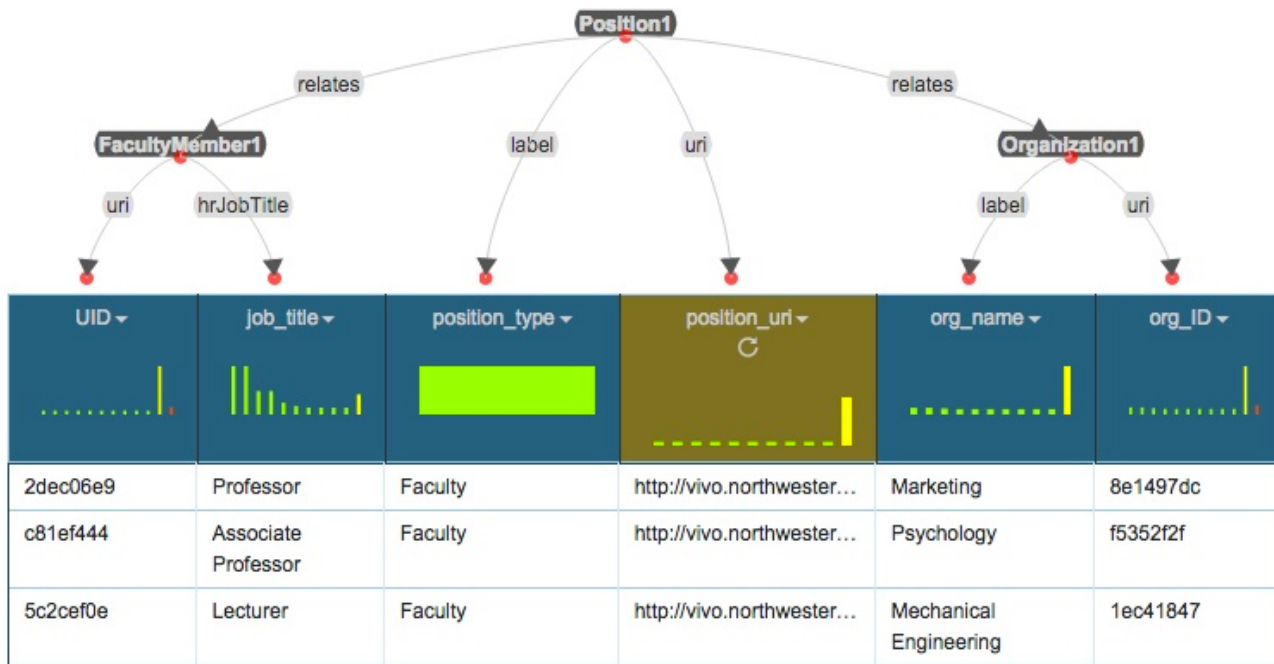 Position1
relates
relates
FacultyMember1
label
uri
Organization1
uri
hrJobTitle
label
uri
UID
job_title
position_type
position_uri
org_name
org_ID
2dec06e9
Professor
Faculty
http://vivo.northwester...
Marketing
8e1497dc
c81ef444
Associate
Professor
Faculty
http://vivo.northwester...
Psychology
f5352f2f
5c2cef0e
Lecturer
Faculty
http://vivo.northwester...
Mechanical
Engineering
1ec41847